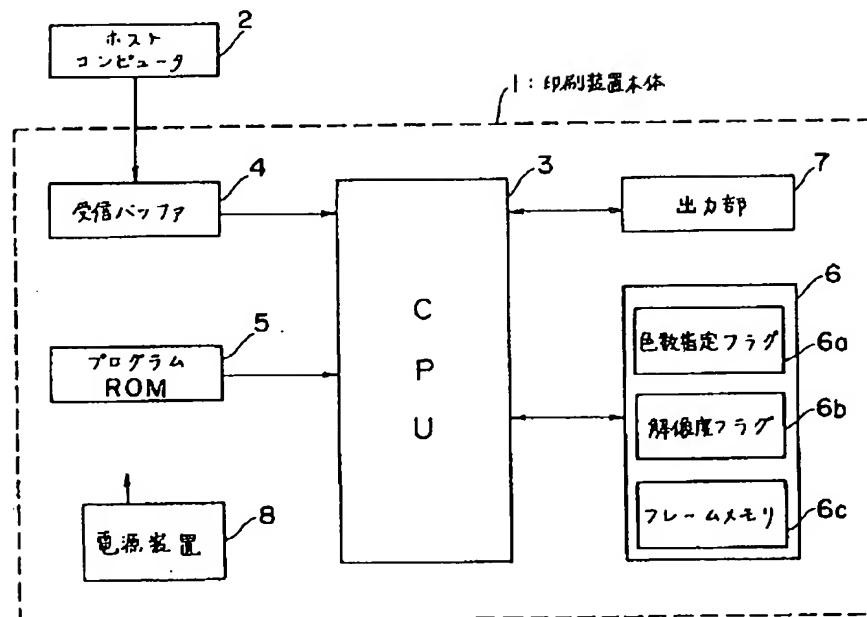 ホスト
コンピュータ
2
1:印刷装置本体
4
受信バッファ
3
CPU
7
出力部
5
プログラム
ROM
6
色数指定フラグ
6a
解像度フラグ
6b
フレームメモリ
6c
8
電源装置